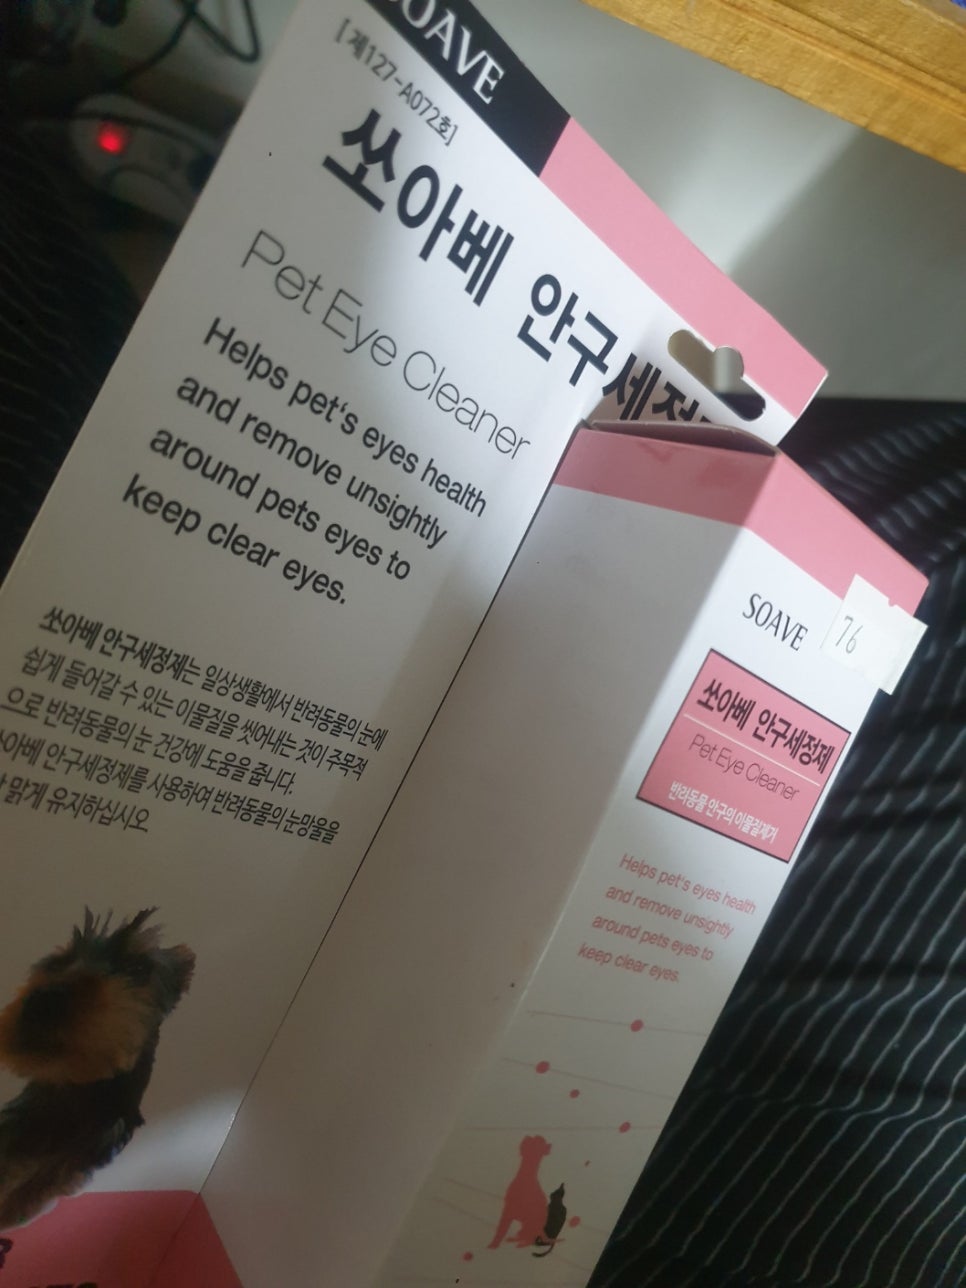 SOAVE
[ 제127-A072호]
쏘아베 안구세정
Pet Eye Cleaner
Helps pet's eyes health
and remove unsightly
around pets eyes to
keep clear eyes.
쏘아베 안구세정제는 일상생활에서 반려동물의 눈에
쉽게 들어갈 수 있는 이물질을 씻어내는 것이 주목적
으로 반려동물의 눈 건강에 도움을 줍니다.
쏘아베 안구세정제를 사용하여 반려동물의 눈망울을
맑게 유지하십시오
SOAVE
76
쏘아베 안구세정제
Pet Eye Cleaner
반려동물 안구의 이물질제거
Helps pet's eyes health
and remove unsightly
around pets eyes to
keep clear eyes.